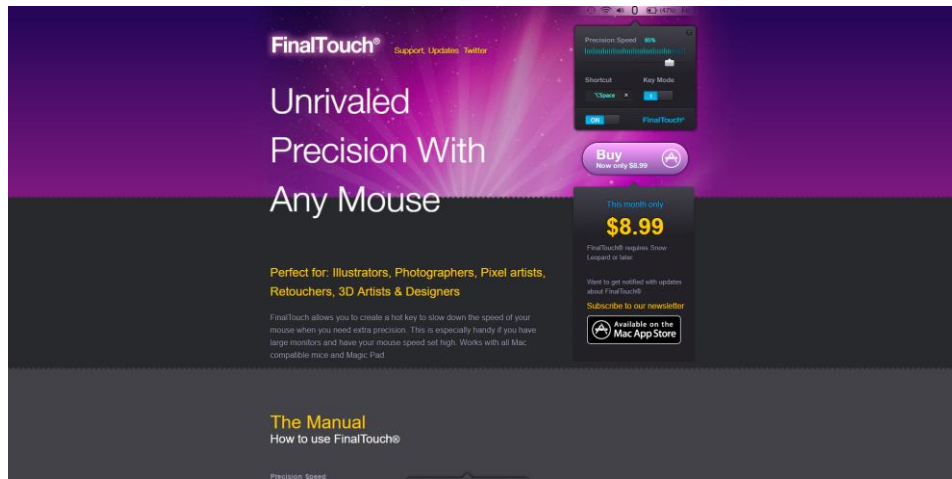 (47%)
FinalTouch®
Support, Updates, Twitter
Precision Speed 85%
Shortcut Key Mode
ON FinalTouch®
Unrivaled
Precision With
Any Mouse
Buy
Now only $8.99
This month only
$8.99
FinalTouch® requires Snow
Leopard or later
Want to get notified with updates
about FinalTouch®
Subscribe to our newsletter
Available on the
Mac App Store
Perfect for: Illustrators, Photographers, Pixel artists,
Retouchers, 3D Artists & Designers
FinalTouch allows you to create a hot key to slow down the speed of your
mouse when you need extra precision. This is especially handy if you have
large monitors and have your mouse speed set high. Works with all Mac
compatible mice and Magic Pad
The Manual
How to use FinalTouch®
Precision Speed